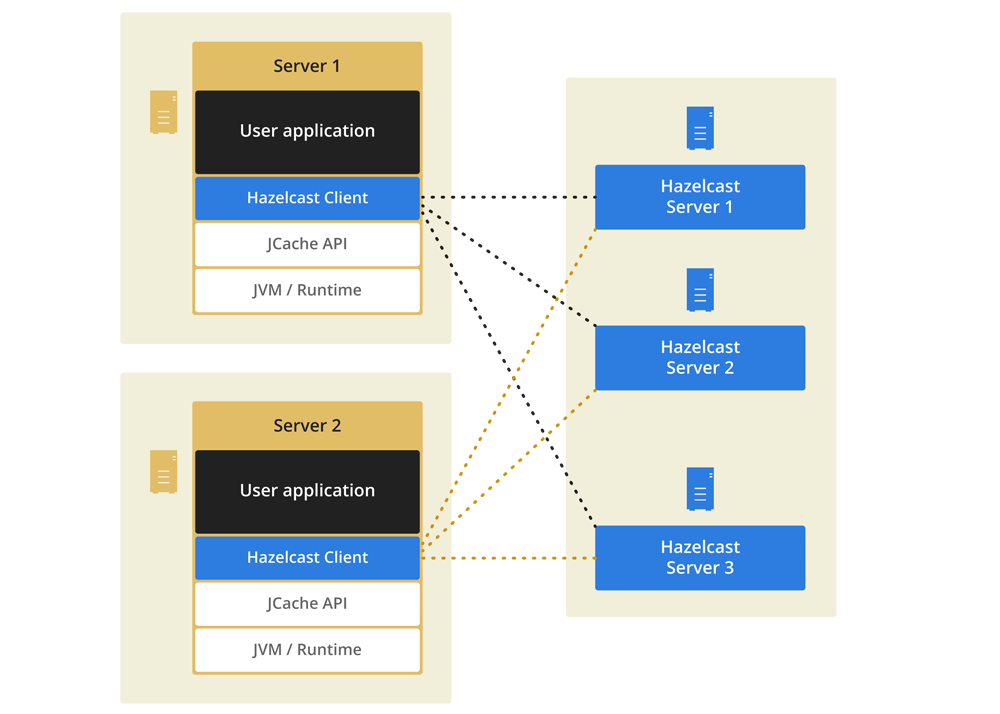 Server 1
User application
Hazelcast Client
JCache API
JVM / Runtime
Server 2
User application
Hazelcast Client
JCache API
JVM / Runtime
Hazelcast
Server 1
Hazelcast
Server 2
Hazelcast
Server 3